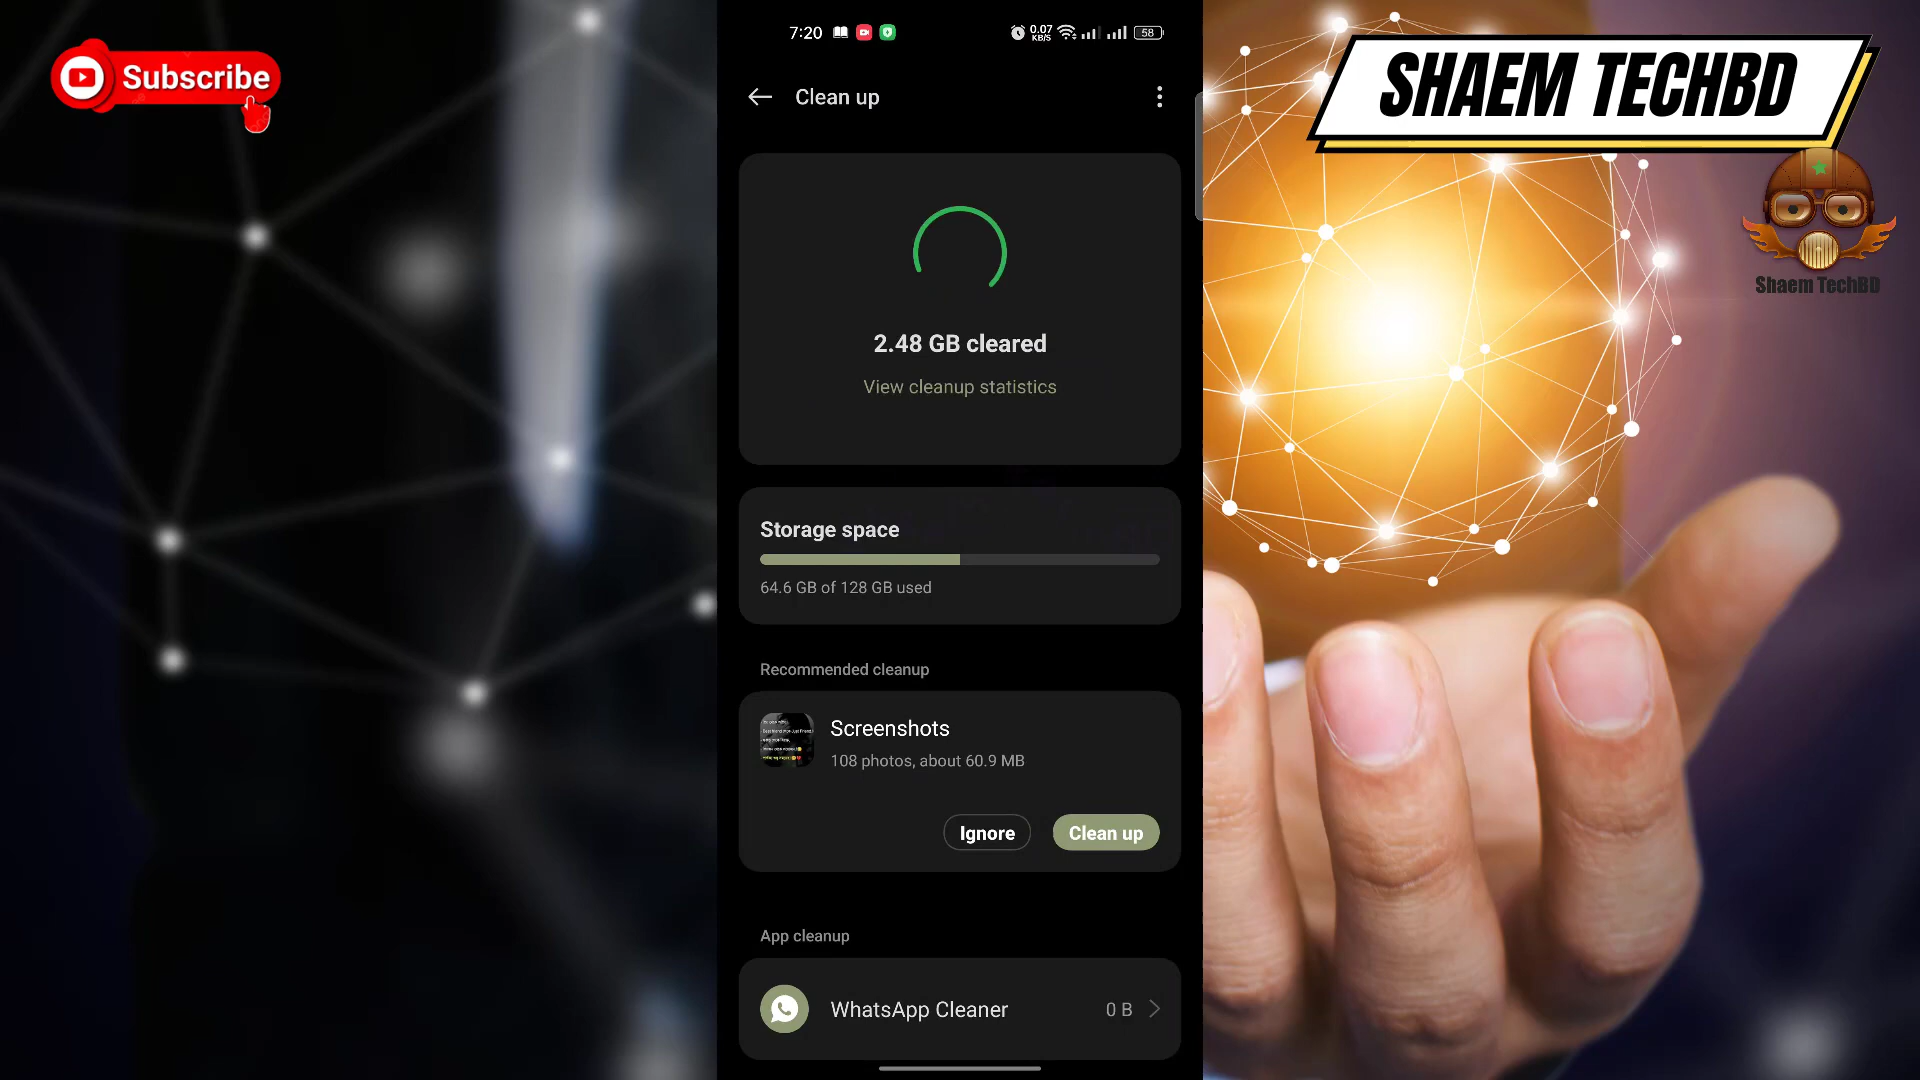 Subscribe
7:20
0.07
KB/S
58
Clean up
2.48 GB cleared
View cleanup statistics
Storage space
64.6 GB of 128 GB used
Recommended cleanup
Screenshots
108 photos, about 60.9 MB
Ignore
Clean up
App cleanup
WhatsApp Cleaner
0 B
SHAEM TECHBD
Shaem TechBD